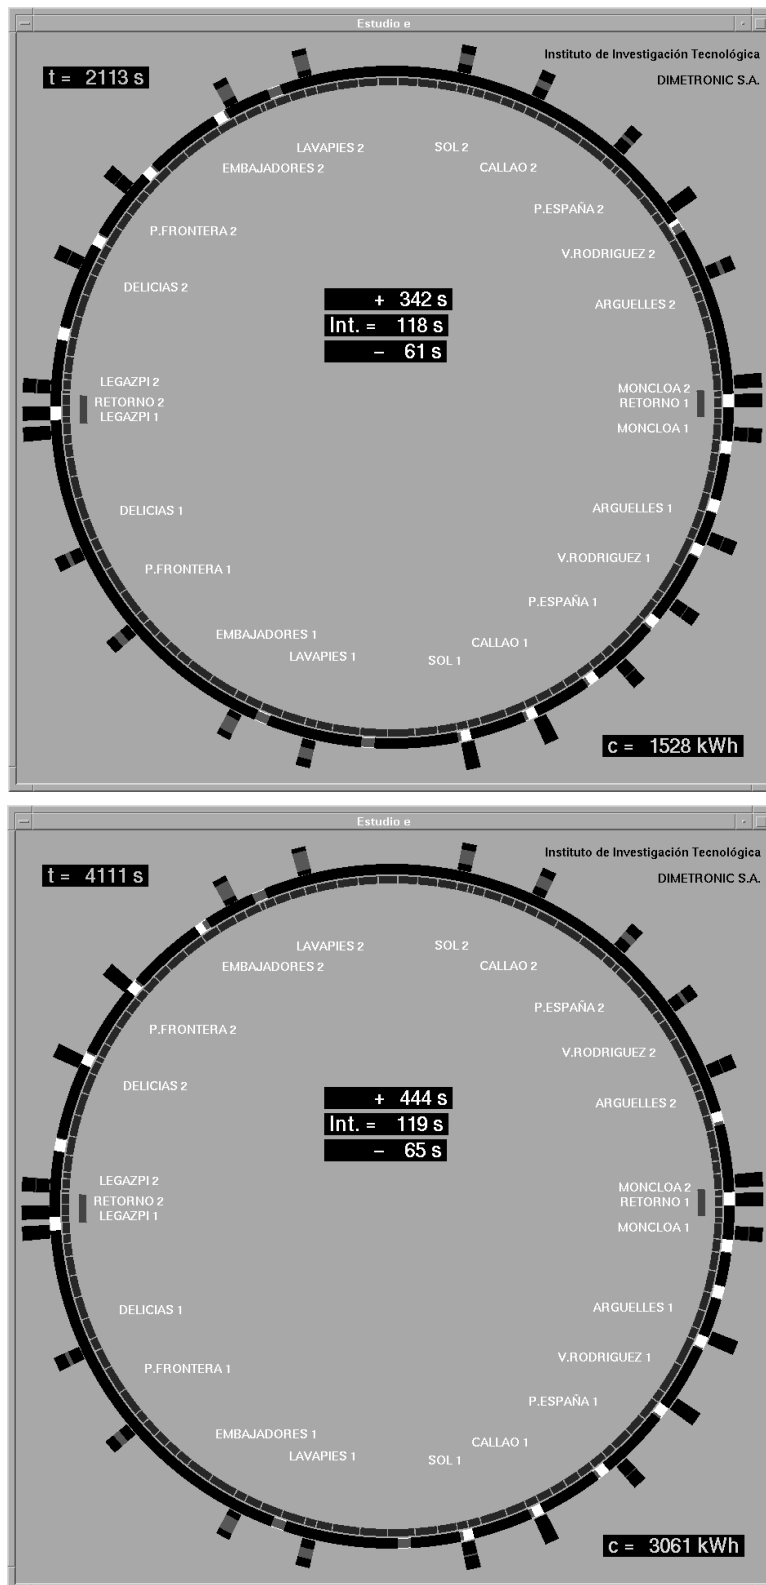 Estudio e
Instituto de Investigación Tecnológica
t = 2113 s
DIMETRONIC S.A.
LAVAPIES 2
SOL 2
EMBAJADORES 2
CALLAO 2
P.ESPAÑA 2
P.FRONTERA 2
V.RODRIGUEZ 2
DELICIAS 2
+ 342 s
ARGUELLES 2
Int. = 118 s
– 61 s
LEGAZPI 2
MONCLOA 2
RETORNO 2
RETORNO 1
LEGAZPI 1
MONCLOA 1
DELICIAS 1
ARGUELLES 1
V.RODRIGUEZ 1
P.FRONTERA 1
P.ESPAÑA 1
EMBAJADORES 1
CALLAO 1
LAVAPIES 1
SOL 1
c = 1528 kWh
Estudio e
Instituto de Investigación Tecnológica
t = 4111 s
DIMETRONIC S.A.
LAVAPIES 2
SOL 2
EMBAJADORES 2
CALLAO 2
P.ESPAÑA 2
P.FRONTERA 2
V.RODRIGUEZ 2
DELICIAS 2
+ 444 s
ARGUELLES 2
Int. = 119 s
– 65 s
LEGAZPI 2
MONCLOA 2
RETORNO 2
RETORNO 1
LEGAZPI 1
MONCLOA 1
DELICIAS 1
ARGUELLES 1
V.RODRIGUEZ 1
P.FRONTERA 1
P.ESPAÑA 1
EMBAJADORES 1
CALLAO 1
LAVAPIES 1
SOL 1
c = 3061 kWh